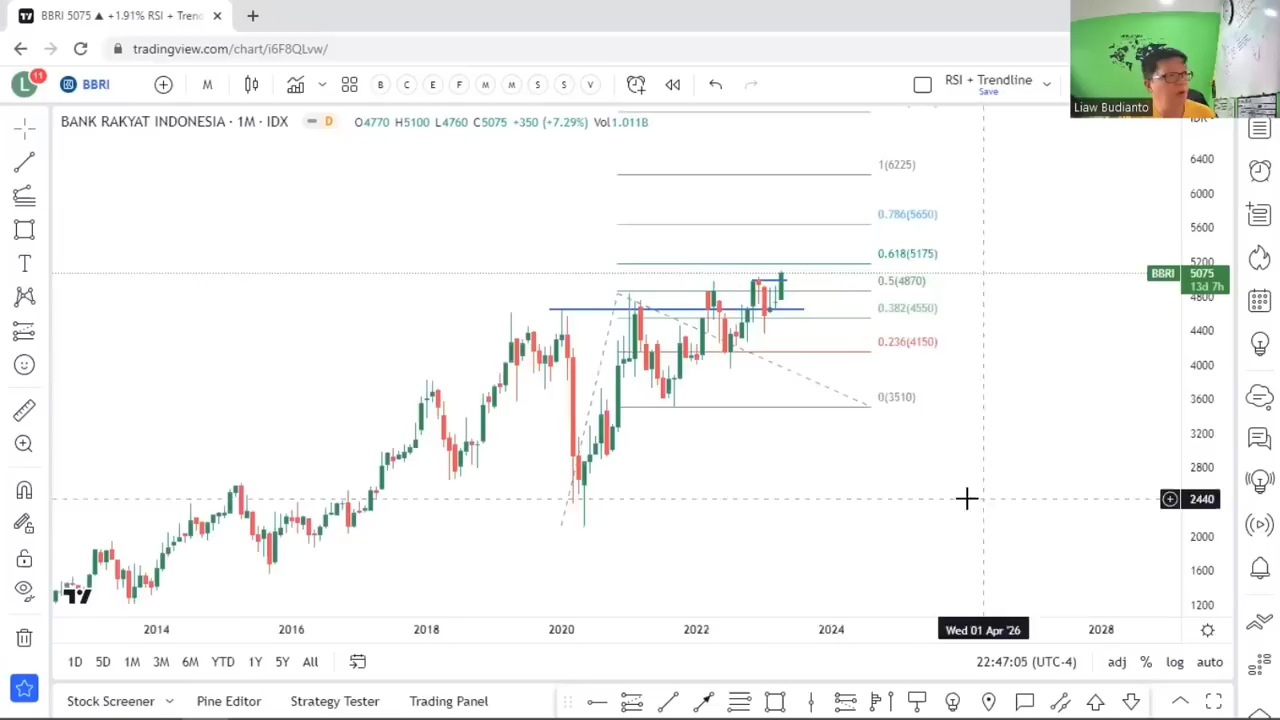 BBRI 5075 ▲ +1.91% RSI + Trend
tradingview.com/chart/i6F8QLvw/
L 11 BBRI M B C E F M M S S V RSI + Trendline
Save
Liaw Budianto
BANK RAKYAT INDONESIA · 1M · IDX D O4770 H5100 L4760 C5075 +350 (+7.29%) Vol1.011B
1(6225)
0.786(5650)
0.618(5175)
0.5(4870)
0.382(4550)
0.236(4150)
0(3510)
6400
6000
5600
5200
BBRI 5075
13d 7h
4800
4400
4000
3600
3200
2800
2440
2000
1600
1200
2014 2016 2018 2020 2022 2024 Wed 01 Apr '26 2028
1D 5D 1M 3M 6M YTD 1Y 5Y All 22:47:05 (UTC-4) adj % log auto
Stock Screener Pine Editor Strategy Tester Trading Panel